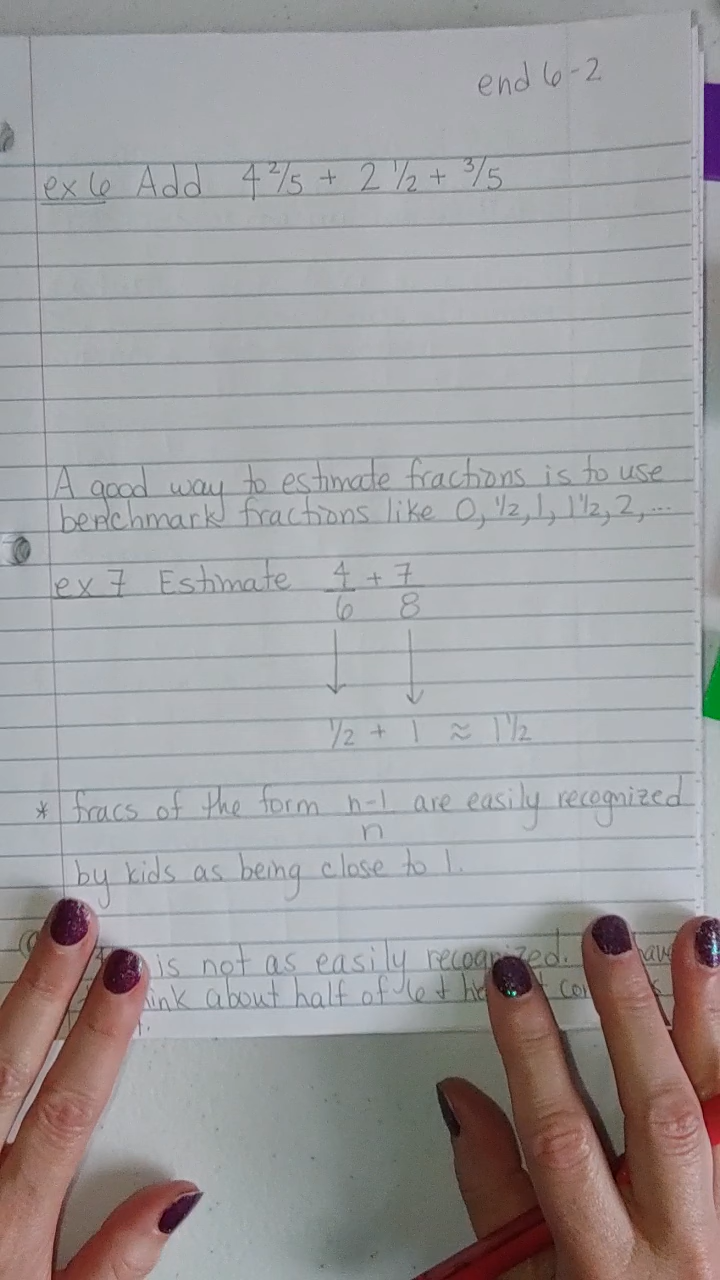 end 6-2
ex 6 Add 4 2/5 + 2 1/2 + 3/5
A good way to estimate fractions is to use
benchmark fractions like 0, 1/2, 1, 1 1/2, 2, ...
ex 7 Estimate 4/6 + 7/8
1/2 + 1 ≈ 1 1/2
* fracs of the form n-1/n are easily recognized
by kids as being close to 1.
is not as easily recognized.
about half of 6 +